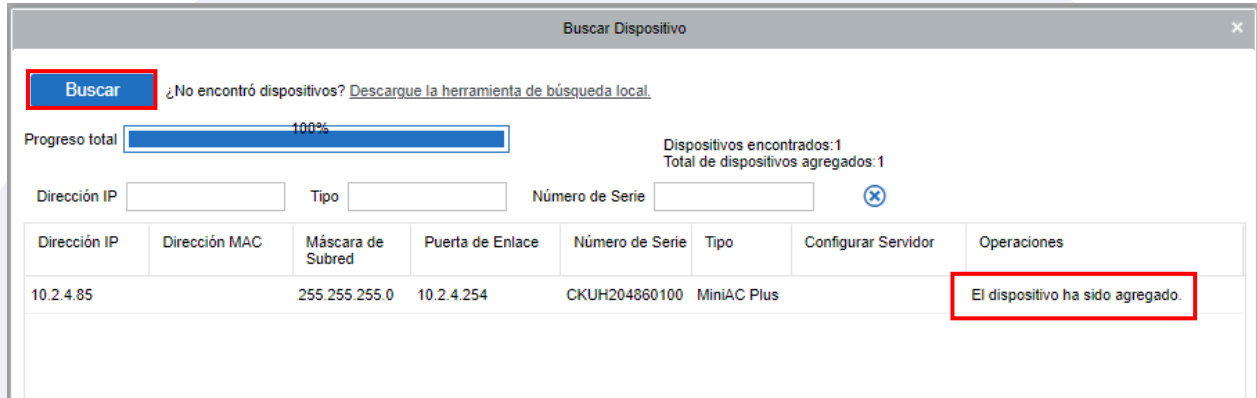 Buscar Dispositivo
Buscar ¿No encontró dispositivos? Descargue la herramienta de búsqueda local.
Progreso total 100%
Dispositivos encontrados:1
Total de dispositivos agregados:1
Dirección IP Tipo Número de Serie
Dirección IP Dirección MAC Máscara de Subred Puerta de Enlace Número de Serie Tipo Configurar Servidor Operaciones
10.2.4.85 255.255.255.0 10.2.4.254 CKUH204860100 MiniAC Plus El dispositivo ha sido agregado.